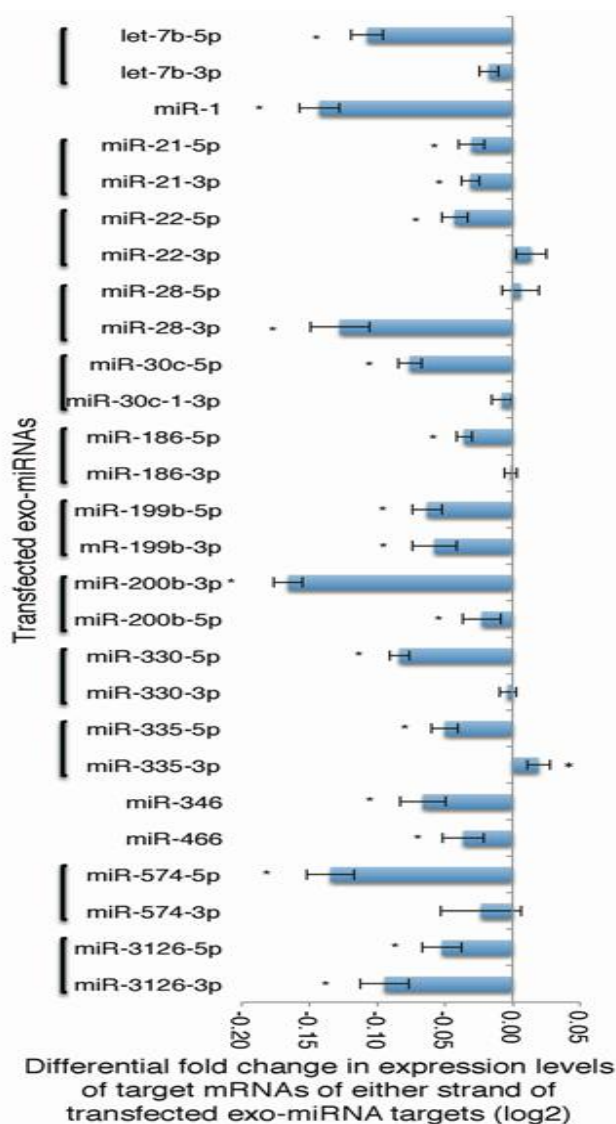 let-7b-5p
let-7b-3p
miR-1
miR-21-5p
miR-21-3p
miR-22-5p
miR-22-3p
miR-28-5p
miR-28-3p
miR-30c-5p
miR-30c-1-3p
miR-186-5p
miR-186-3p
miR-199b-5p
mR-199b-3p
miR-200b-3p
miR-200b-5p
miR-330-5p
miR-330-3p
miR-335-5p
miR-335-3p
miR-346
miR-466
miR-574-5p
miR-574-3p
miR-3126-5p
miR-3126-3p
Transfected exo-miRNAs
-0.20 -0.15 -0.10 -0.05 0.00 0.05
Differential fold change in expression levels
of target mRNAs of either strand of
transfected exo-miRNA targets (log2)